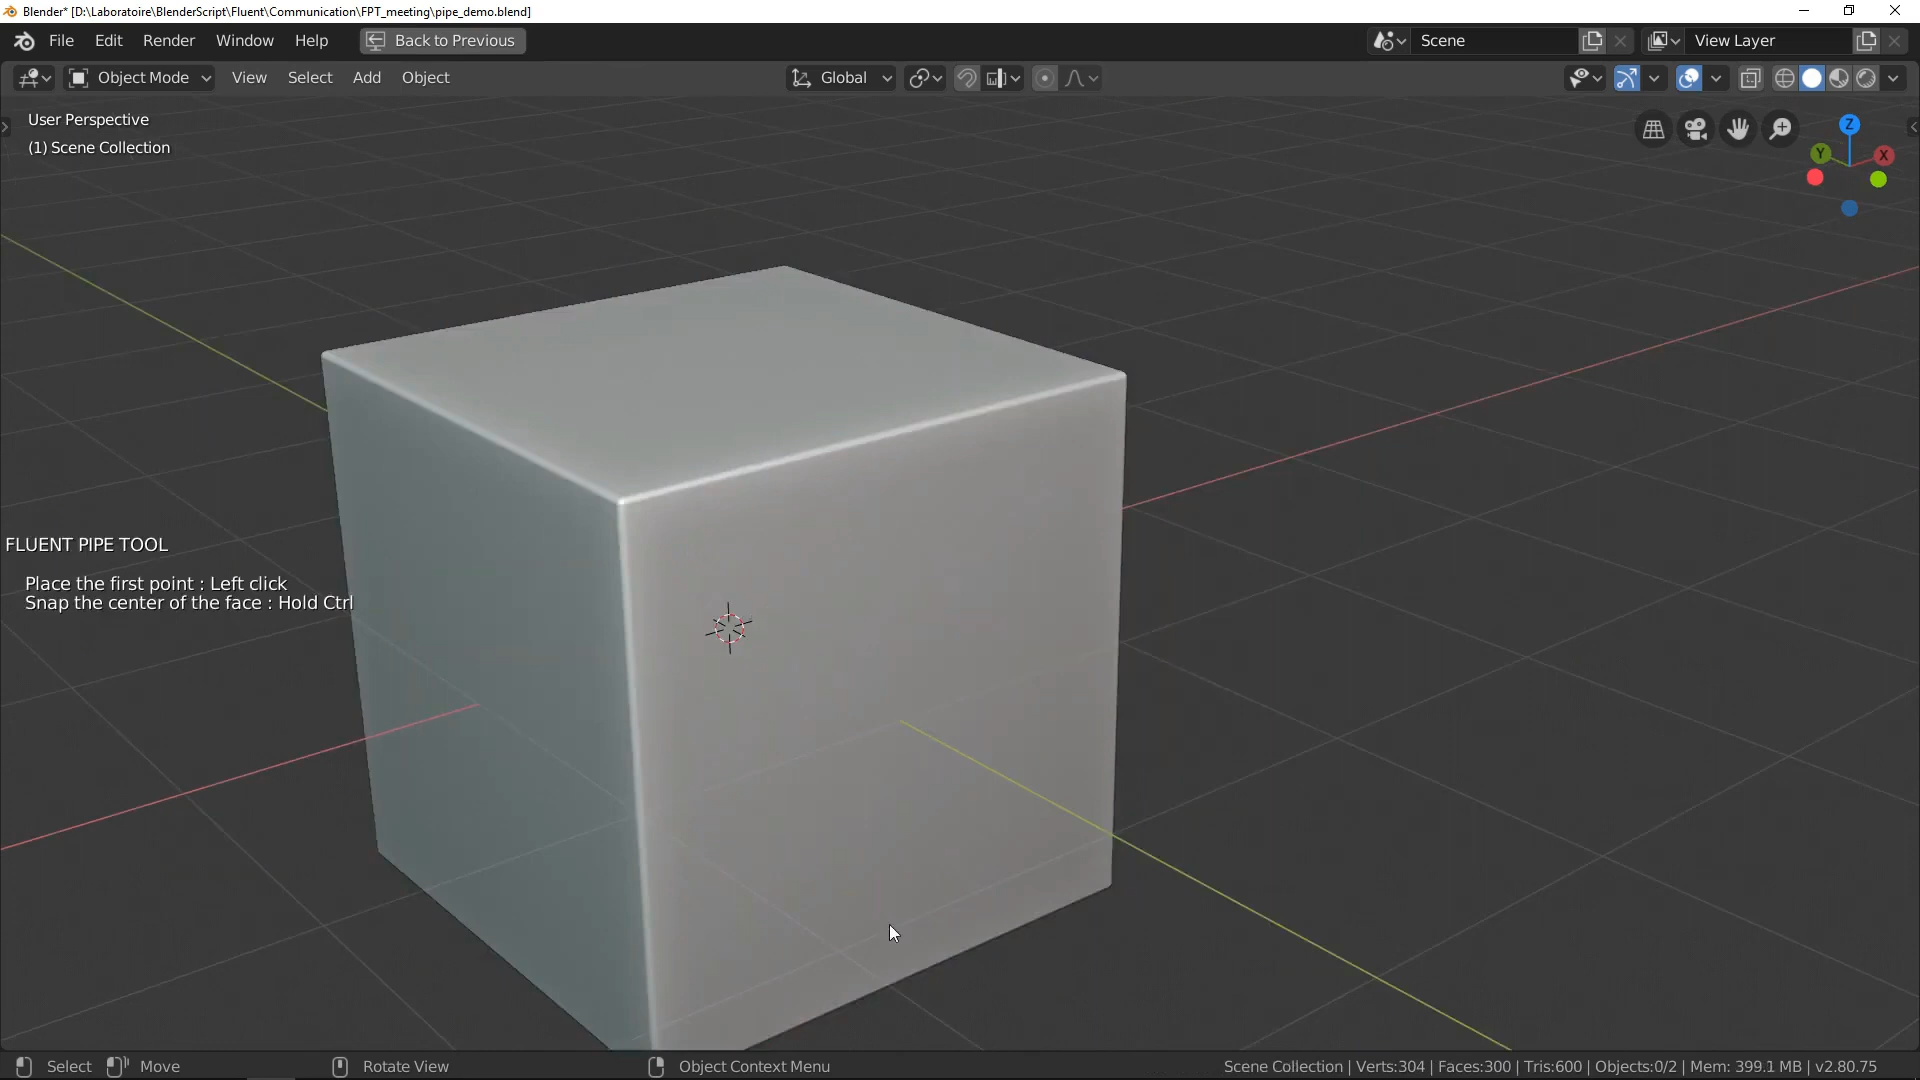 Blender* [D:\Laboratoire\BlenderScript\Fluent\Communication\FPT_meeting\pipe_demo.blend]
File Edit Render Window Help Back to Previous Scene View Layer
Object Mode View Select Add Object Global
User Perspective
(1) Scene Collection
Z
Y X
FLUENT PIPE TOOL
Place the first point : Left click
Snap the center of the face : Hold Ctrl
Select Move Rotate View Object Context Menu Scene Collection | Verts:304 | Faces:300 | Tris:600 | Objects:0/2 | Mem: 399.1 MB | v2.80.75